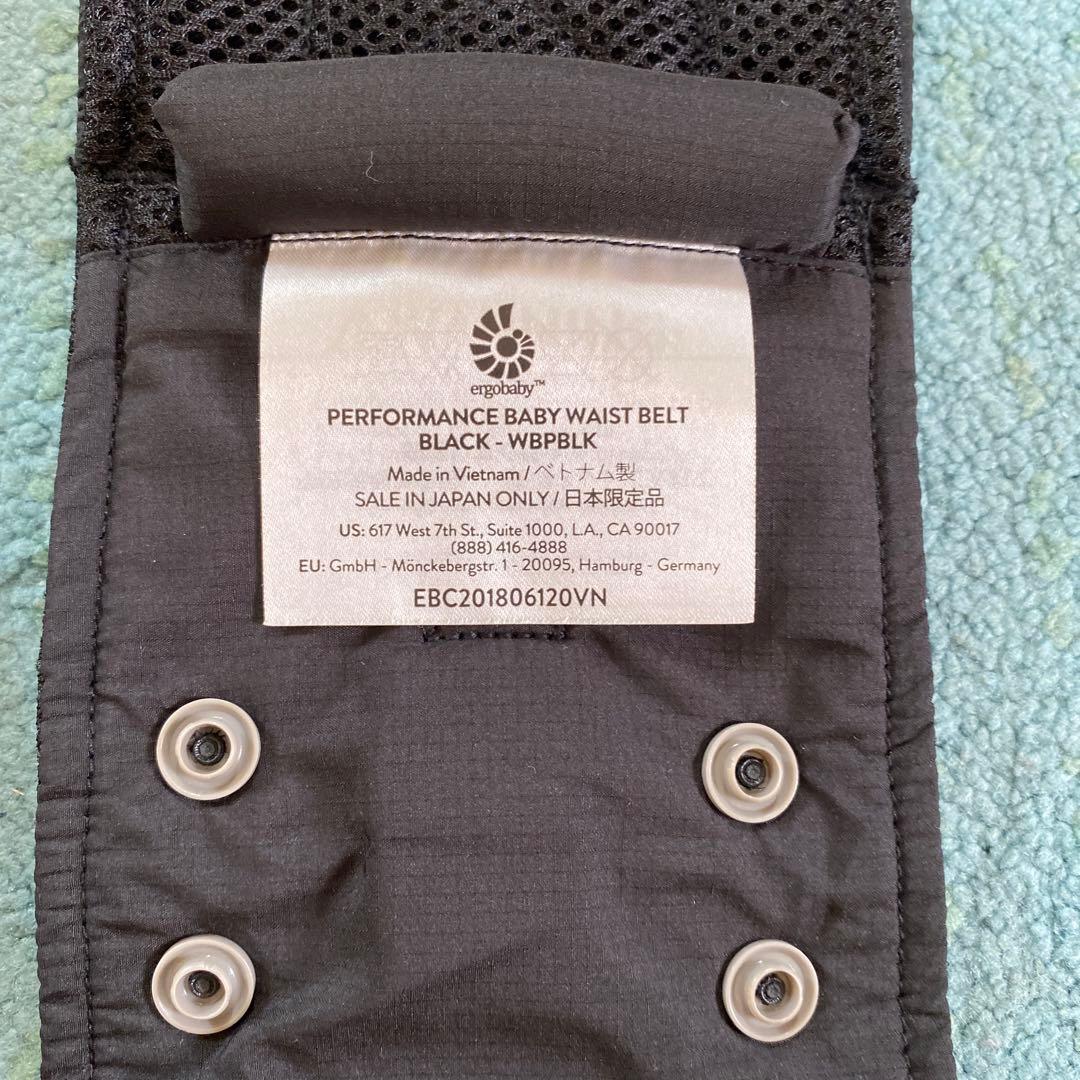 ergobaby™
PERFORMANCE BABY WAIST BELT
BLACK - WBPBLK
Made in Vietnam / ベトナム製
SALE IN JAPAN ONLY / 日本限定品
US: 617 West 7th St., Suite 1000, L.A., CA 90017
(888) 416-4888
EU: GmbH - Mönckebergstr. 1 - 20095, Hamburg - Germany
EBC201806120VN